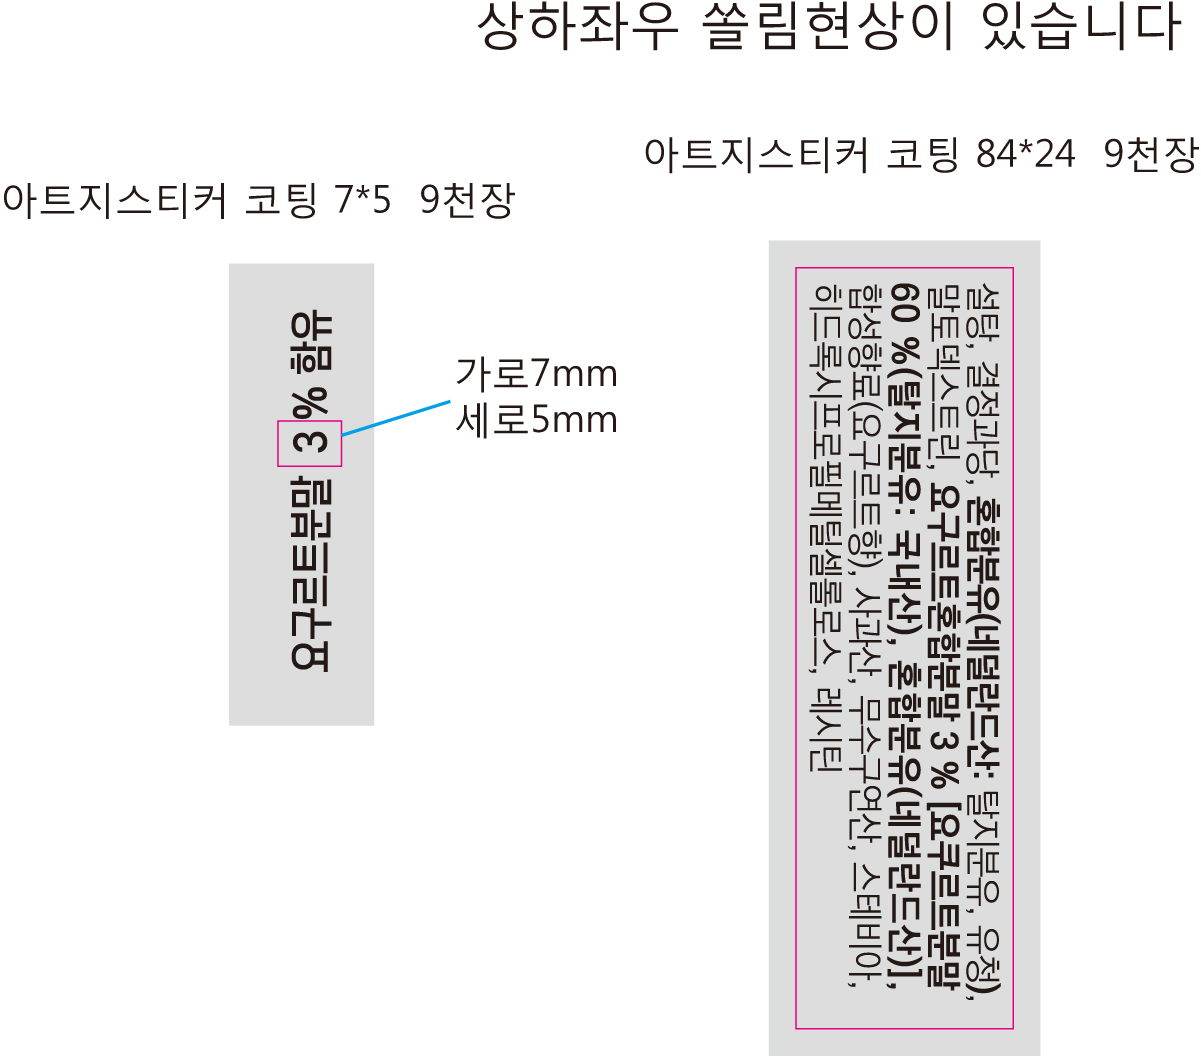 상하좌우 쏠림현상이 있습니다
아트지스티커 코팅 84*24 9천장
아트지스티커 코팅 7*5 9천장
요구르트분말 3 % 함유
가로7mm
세로5mm
설탕, 결정과당, 혼합분유(네덜란드산: 탈지분유, 유청),
말토덱스트린, 요구르트혼합분말 3 % [요쿠르트분말
60 %(탈지분유: 국내산), 혼합분유(네덜란드산)],
합성향료(요구르트향), 사과산, 무수구연산, 스테비아,
히드록시프로필메틸셀룰로스, 레시틴